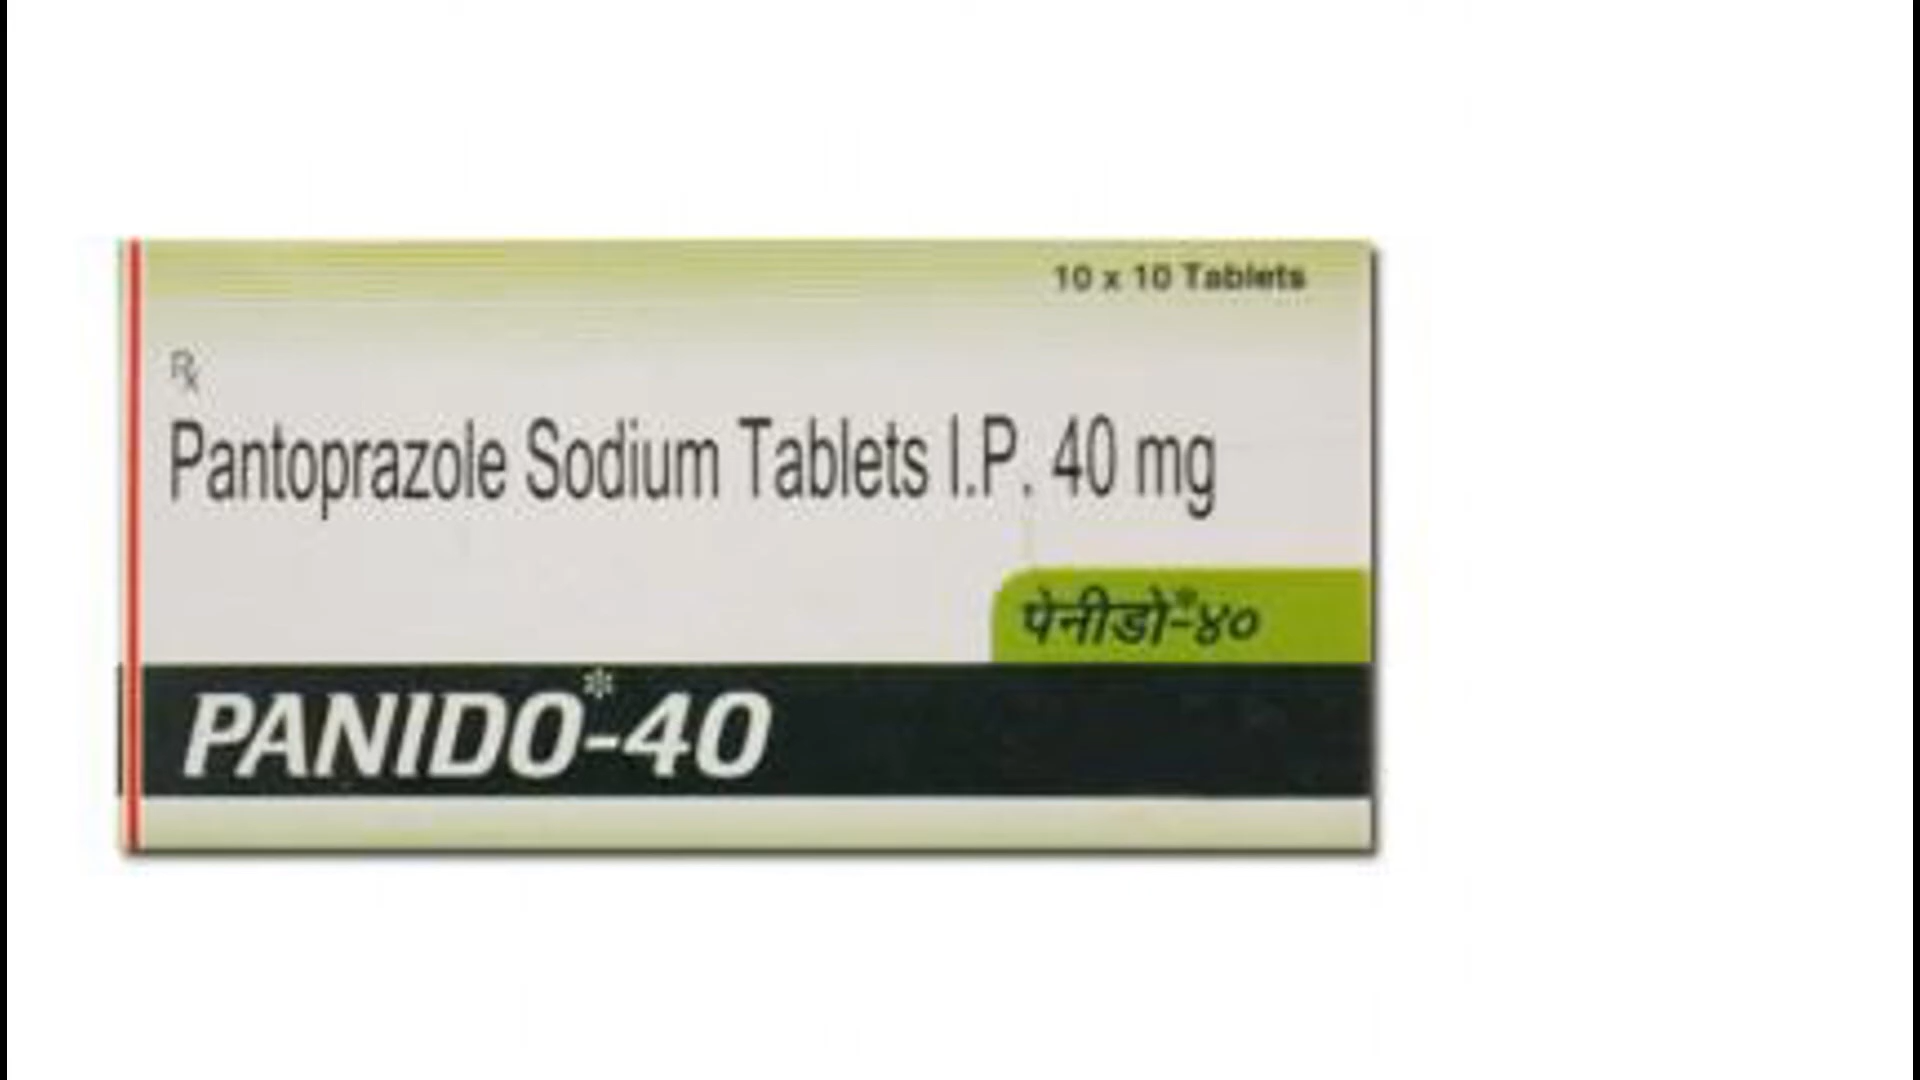 10 x 10 Tablets
℞
Pantoprazole Sodium Tablets I.P. 40 mg
पेनीडो*-४०
PANIDO*-40